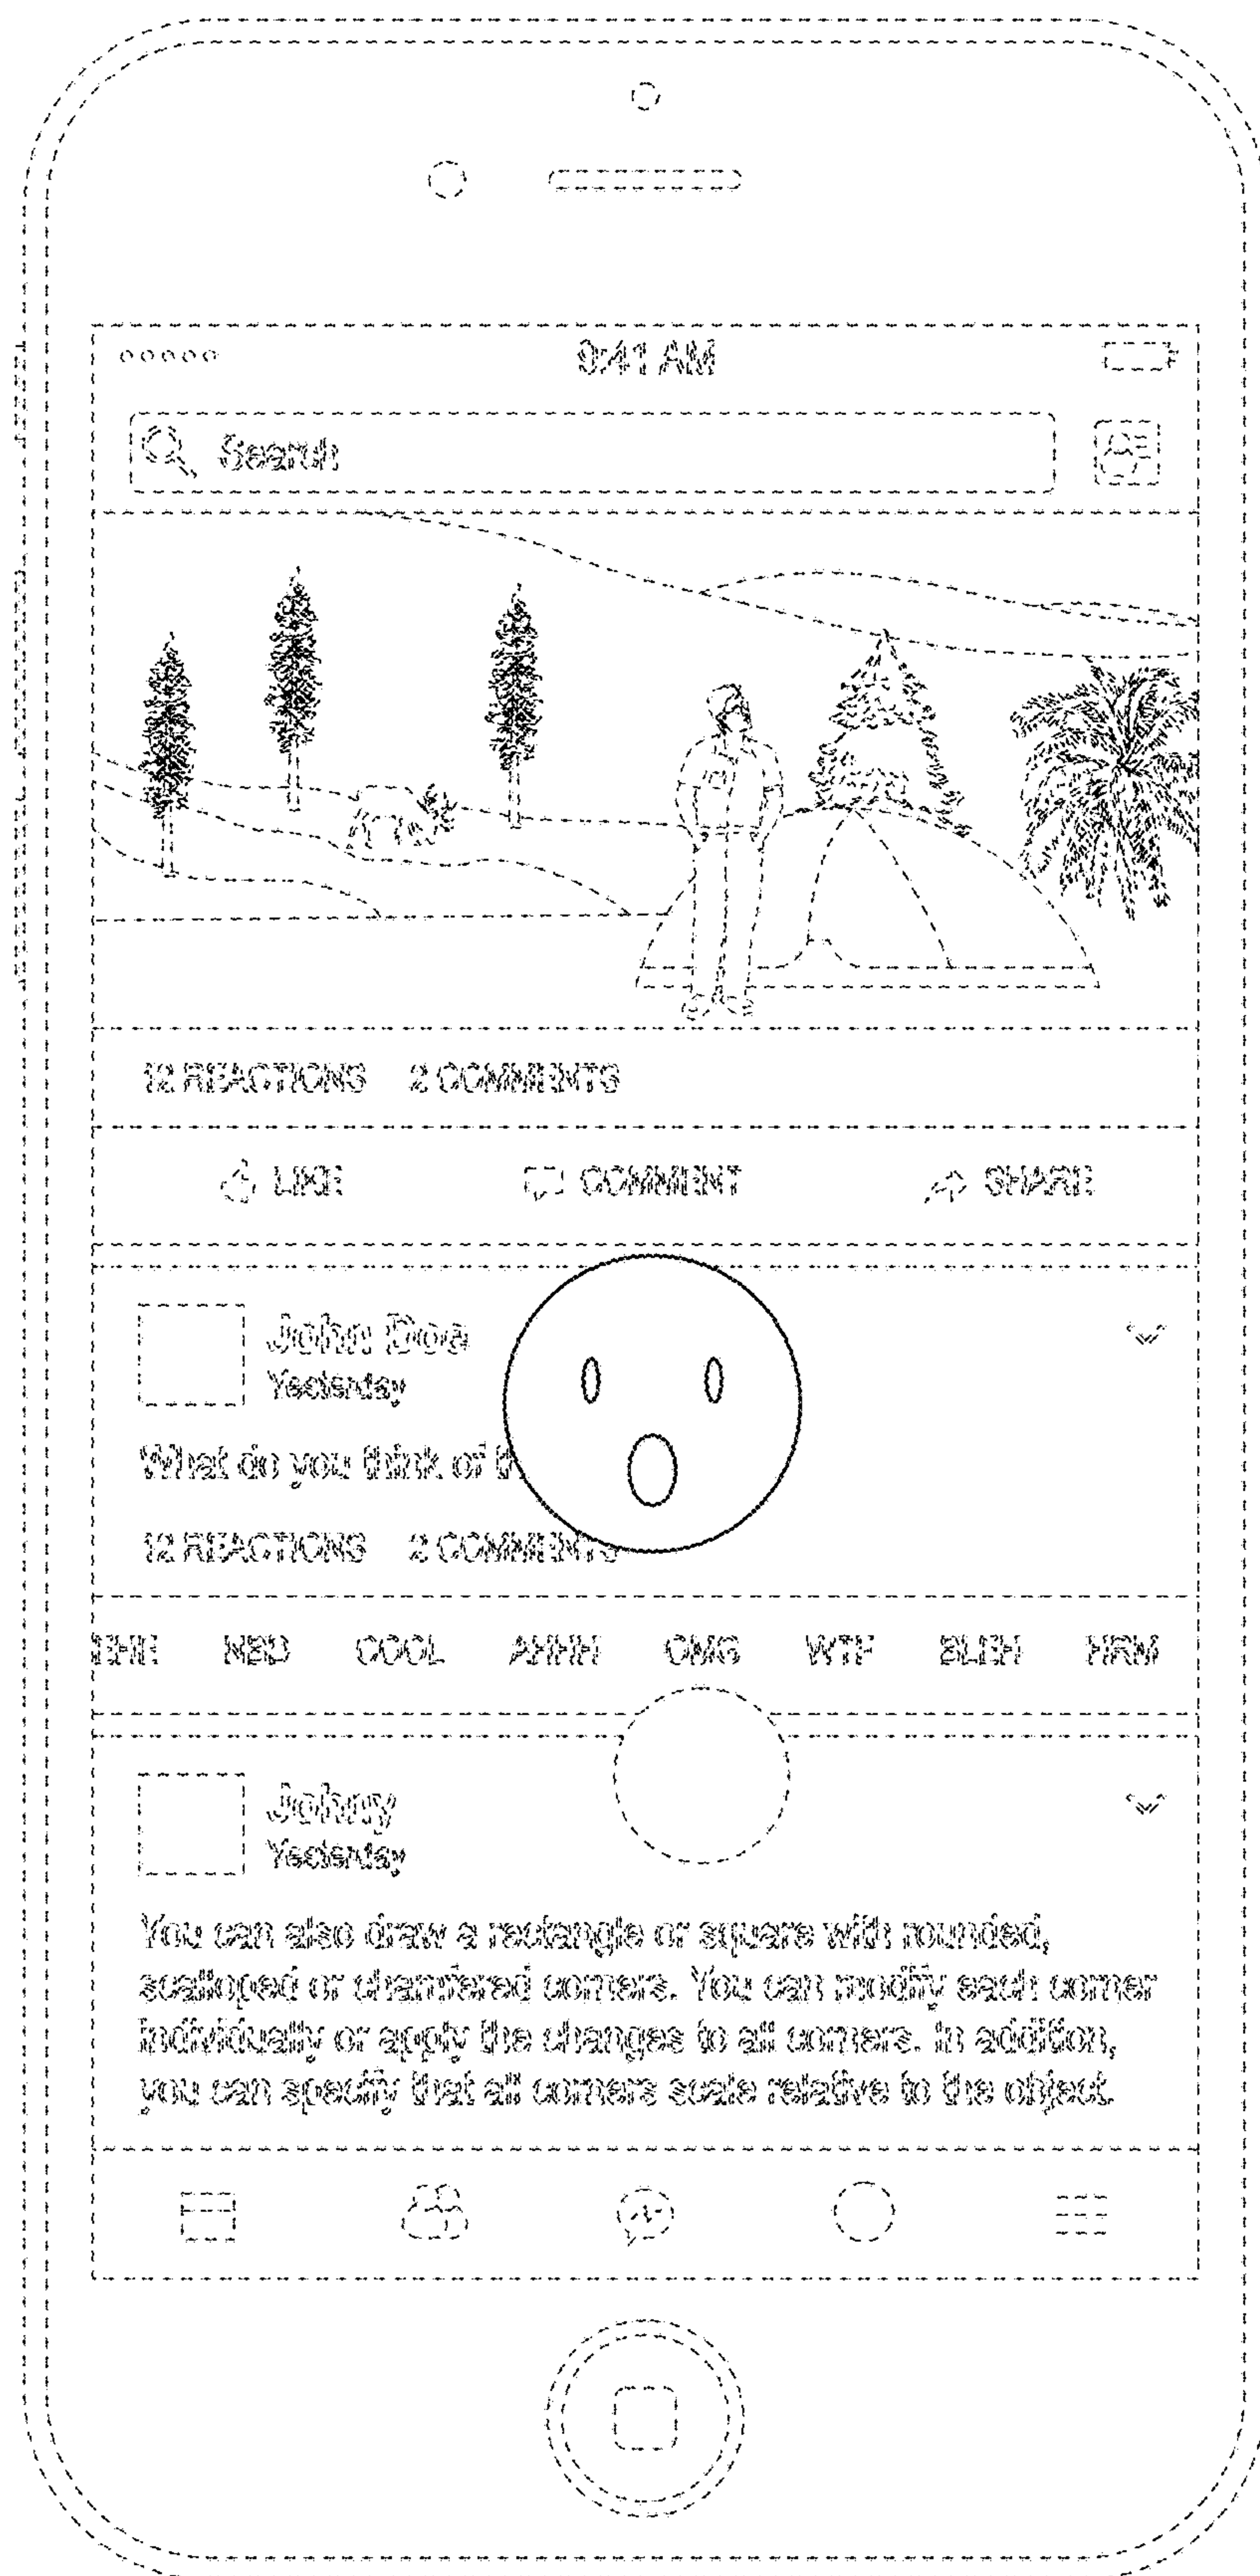 9:41 AM
Search
12 REACTIONS 2 COMMENTS
LIKE COMMENT SHARE
John Doe
Yesterday
What do you think of
12 REACTIONS 2 COMMENTS
NBD COOL AHHH OMG WTF BLEH HRM
Johny
Yesterday
You can also draw a rectangle or square with rounded,
scalloped or chamfered corners. You can modify each corner
individually or apply the changes to all corners. In addition,
you can specify that all corners scale relative to the object.